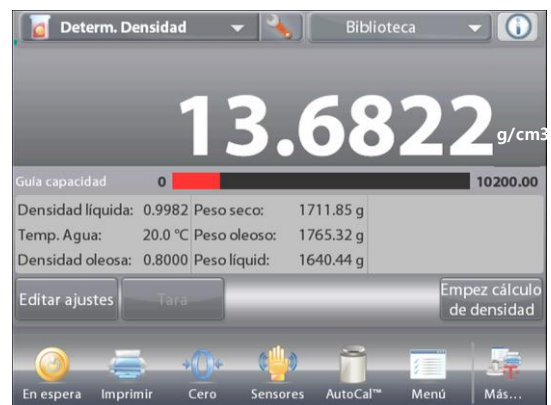 Determ. Densidad Biblioteca
13.6822 g/cm3
Guía capacidad 0 10200.00
Densidad líquida: 0.9982 Peso seco: 1711.85 g
Temp. Agua: 20.0 °C Peso oleoso: 1765.32 g
Densidad oleosa: 0.8000 Peso líquid: 1640.44 g
Editar ajustes Tara Empez cálculo
de densidad
En espera Imprimir Cero Sensores AutoCal™ Menú Más...